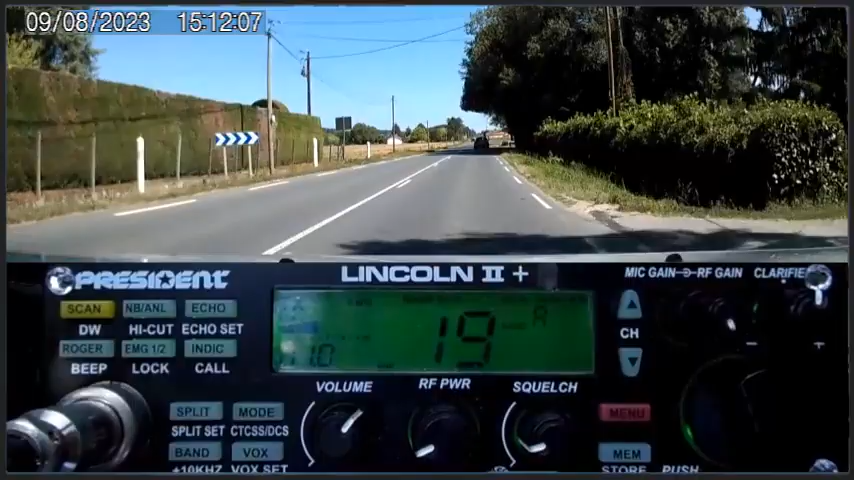 09/08/2023 15:12:07
PRESIDENT LINCOLN II + MIC GAIN RF GAIN CLARIFIER
SCAN NB/ANL ECHO
DW HI-CUT ECHO SET
ROGER EMG 1/2 INDIC
BEEP LOCK CALL
19
R
CH
VOLUME RF PWR SQUELCH
SPLIT MODE
SPLIT SET CTCSS/DCS
MENU
BAND VOX
MEM
+10KHZ VOX SET
STORE PUSH